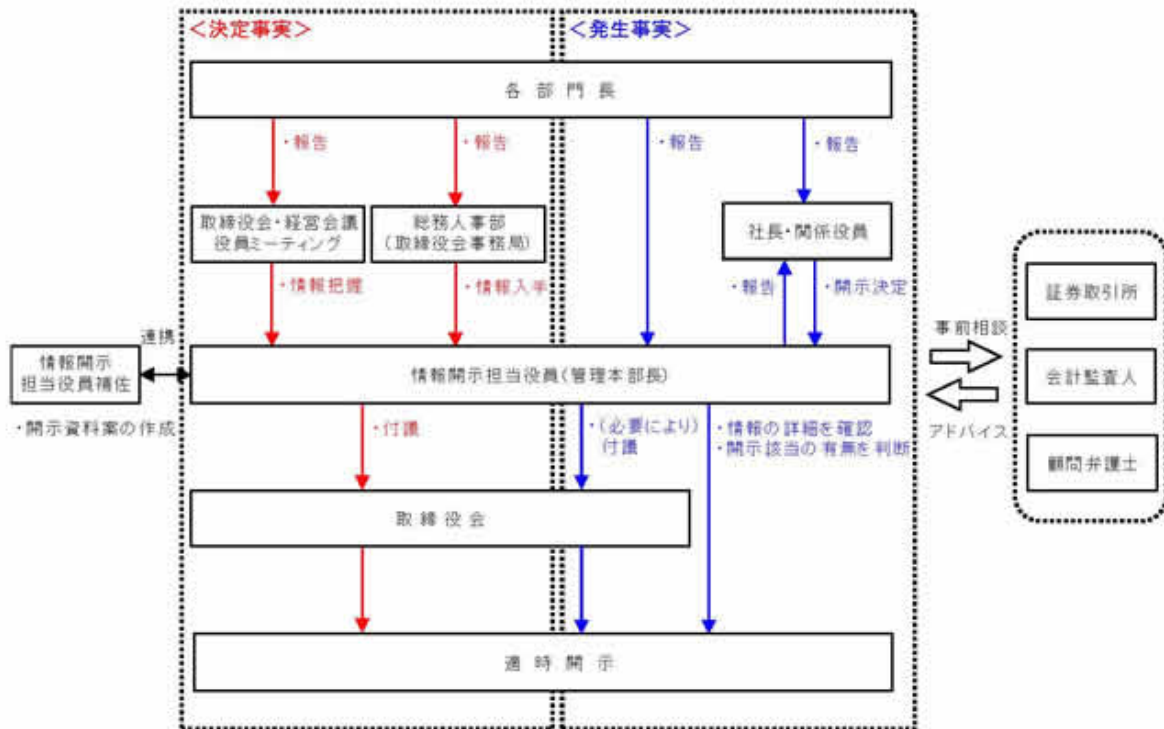 ＜決定事実＞
＜発生事実＞
各部門長
・報告
・報告
・報告
・報告
取締役会・経営会議
役員ミーティング
総務人事部
（取締役会事務局）
社長・関係役員
・情報把握
・情報入手
・報告
・開示決定
証券取引所
事前相談
連携
情報開示
担当役員補佐
情報開示担当役員（管理本部長）
会計監査人
・開示資料案の作成
・付議
・（必要により）
付議
・情報の詳細を確認
・開示該当の有無を判断
アドバイス
顧問弁護士
取締役会
適時開示